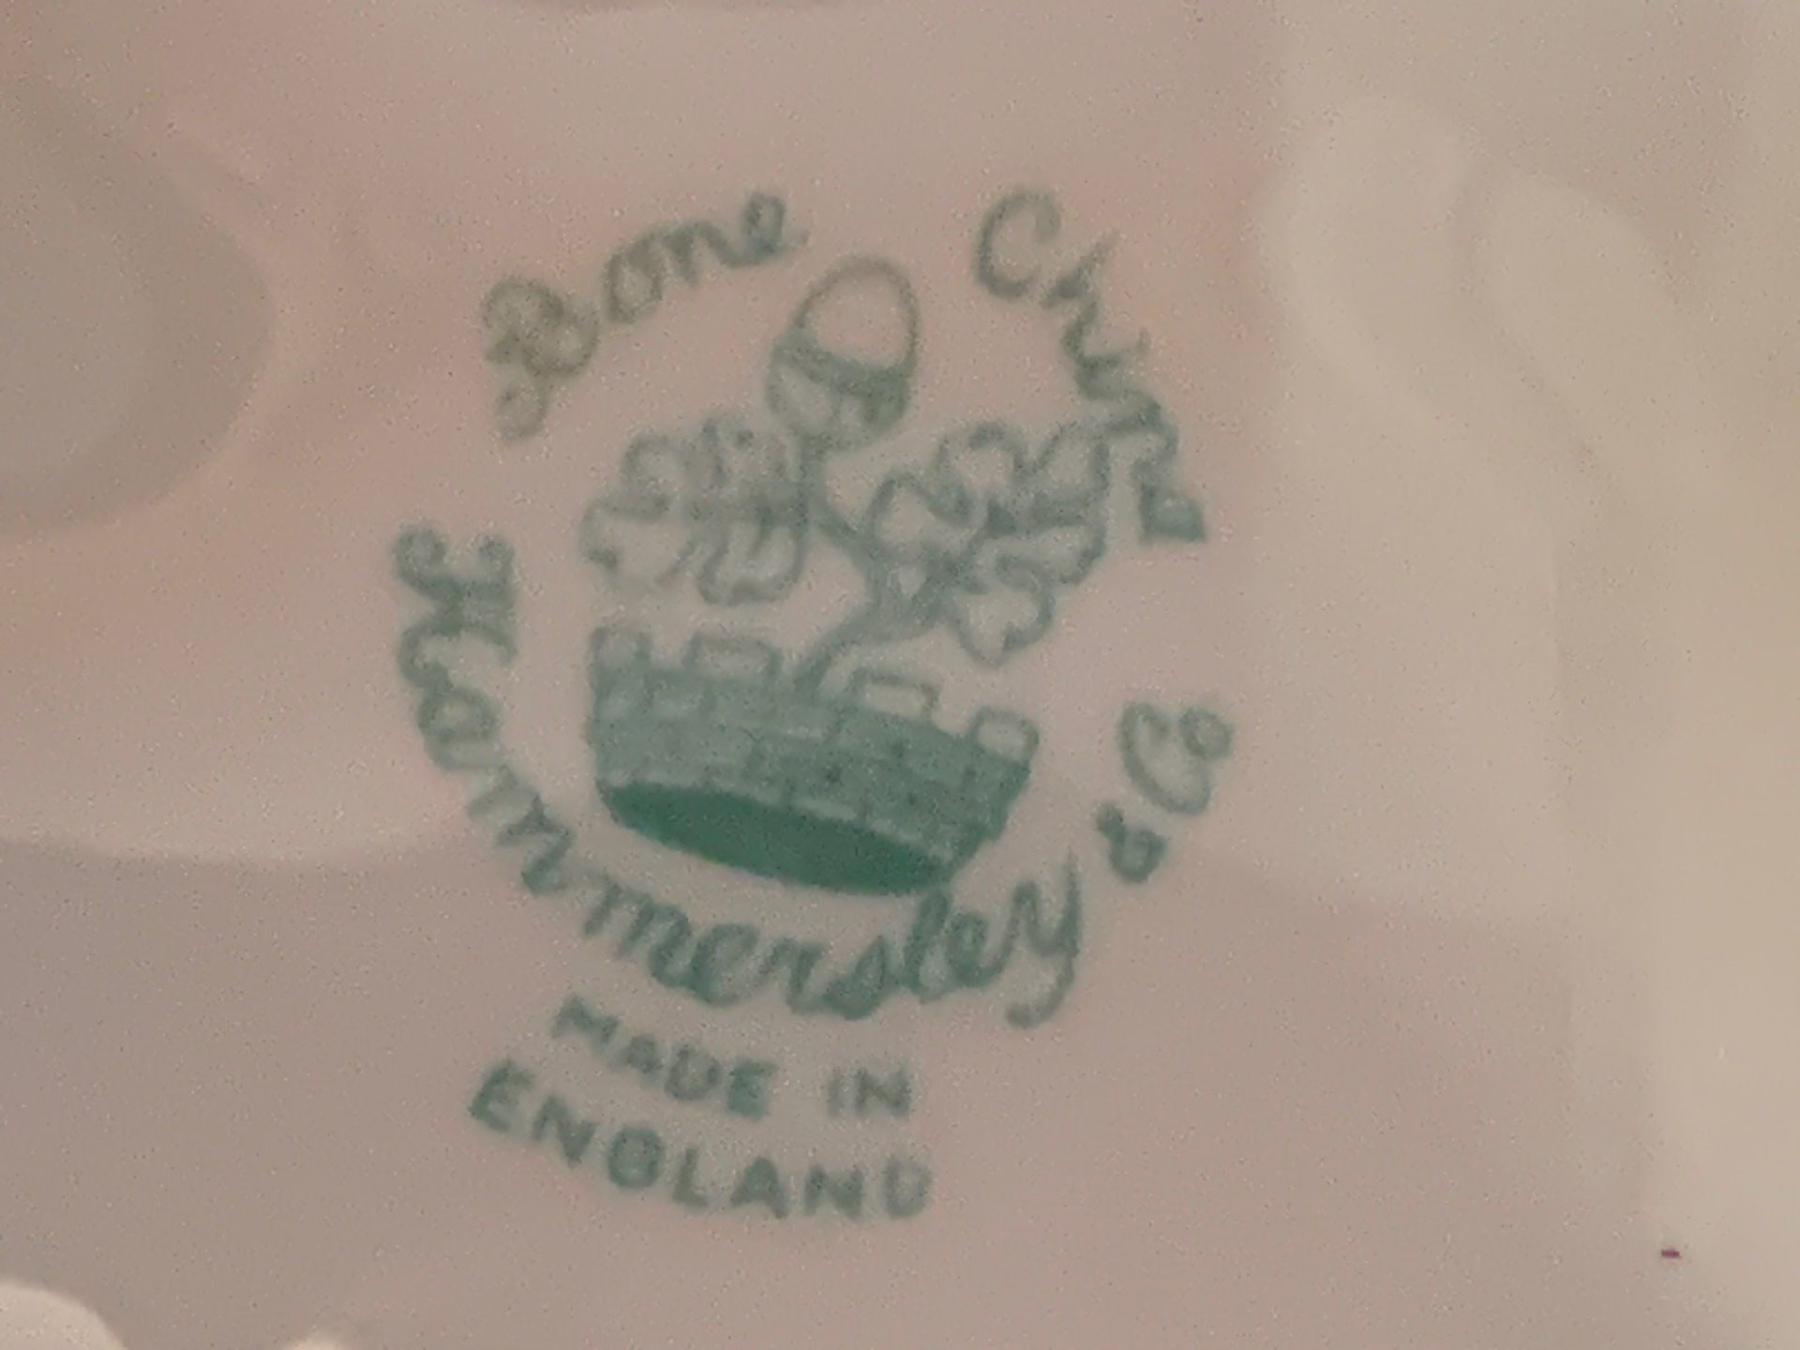 Bone China
Hammersley & Co
MADE IN
ENGLAND